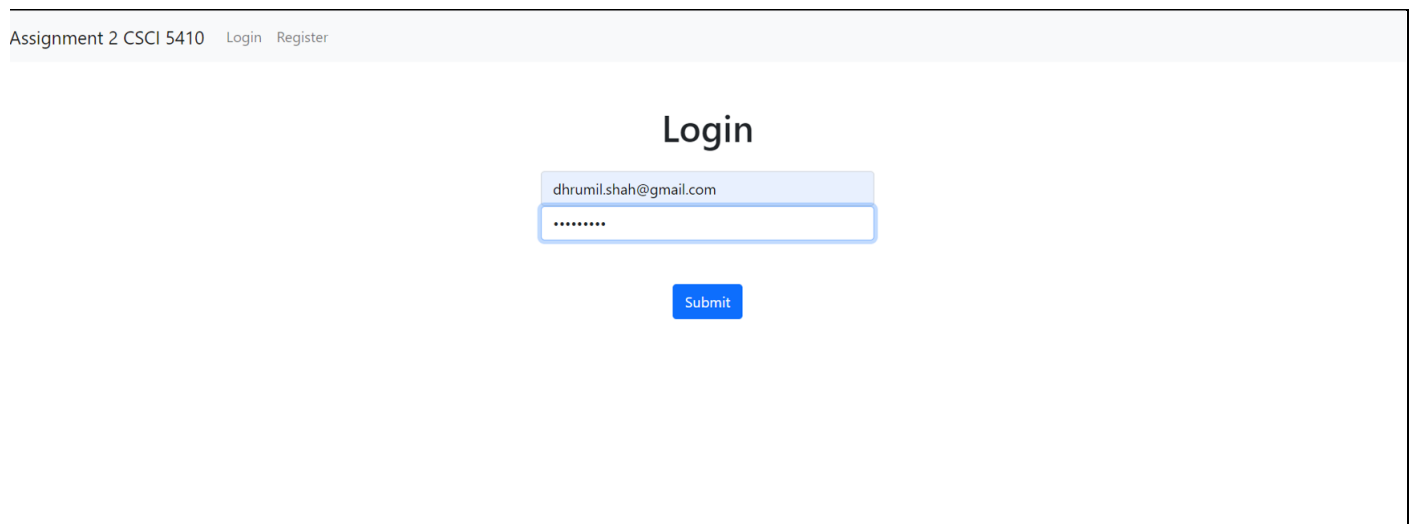 Assignment 2 CSCI 5410 Login Register
Login
dhrumil.shah@gmail.com
•••••••••
Submit